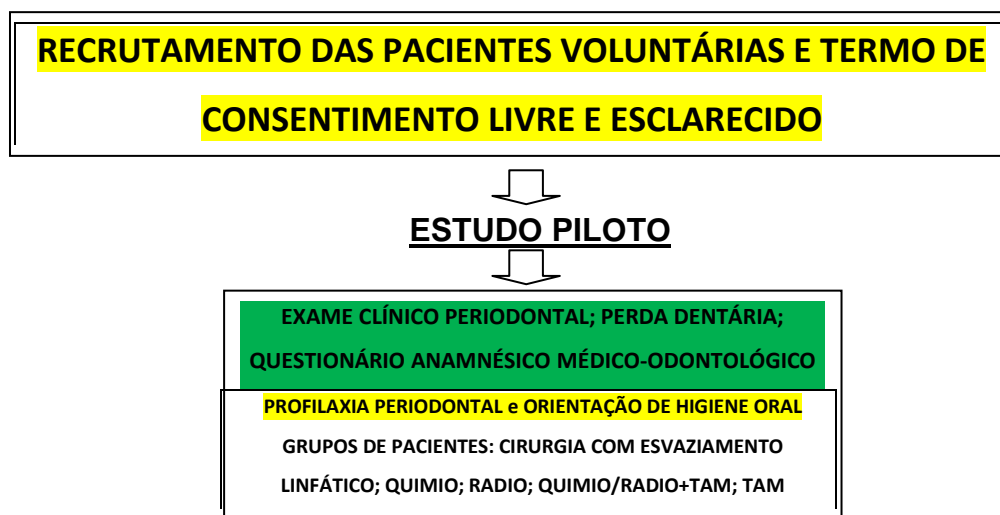 RECRUTAMENTO DAS PACIENTES VOLUNTÁRIAS E TERMO DE
CONSENTIMENTO LIVRE E ESCLARECIDO
ESTUDO PILOTO
EXAME CLÍNICO PERIODONTAL; PERDA DENTÁRIA;
QUESTIONÁRIO ANAMNÉSICO MÉDICO-ODONTOLÓGICO
PROFILAXIA PERIODONTAL e ORIENTAÇÃO DE HIGIENE ORAL
GRUPOS DE PACIENTES: CIRURGIA COM ESVAZIAMENTO
LINFÁTICO; QUIMIO; RADIO; QUIMIO/RADIO+TAM; TAM